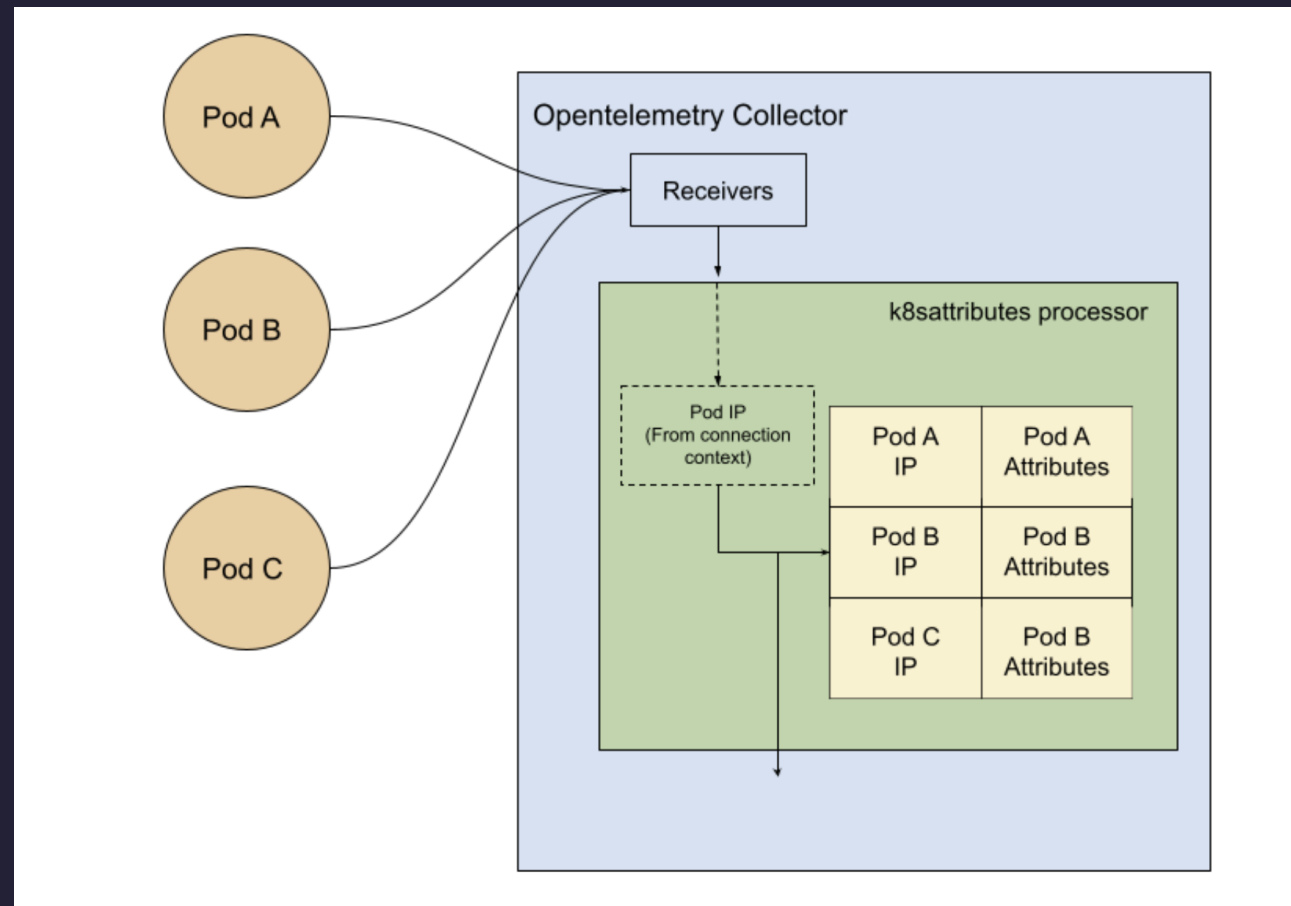 Pod A
Opentelemetry Collector
Receivers
Pod B
k8sattributes processor
Pod IP
(From connection
context)
Pod A
IP
Pod A
Attributes
Pod B
IP
Pod B
Attributes
Pod C
Pod C
IP
Pod B
Attributes